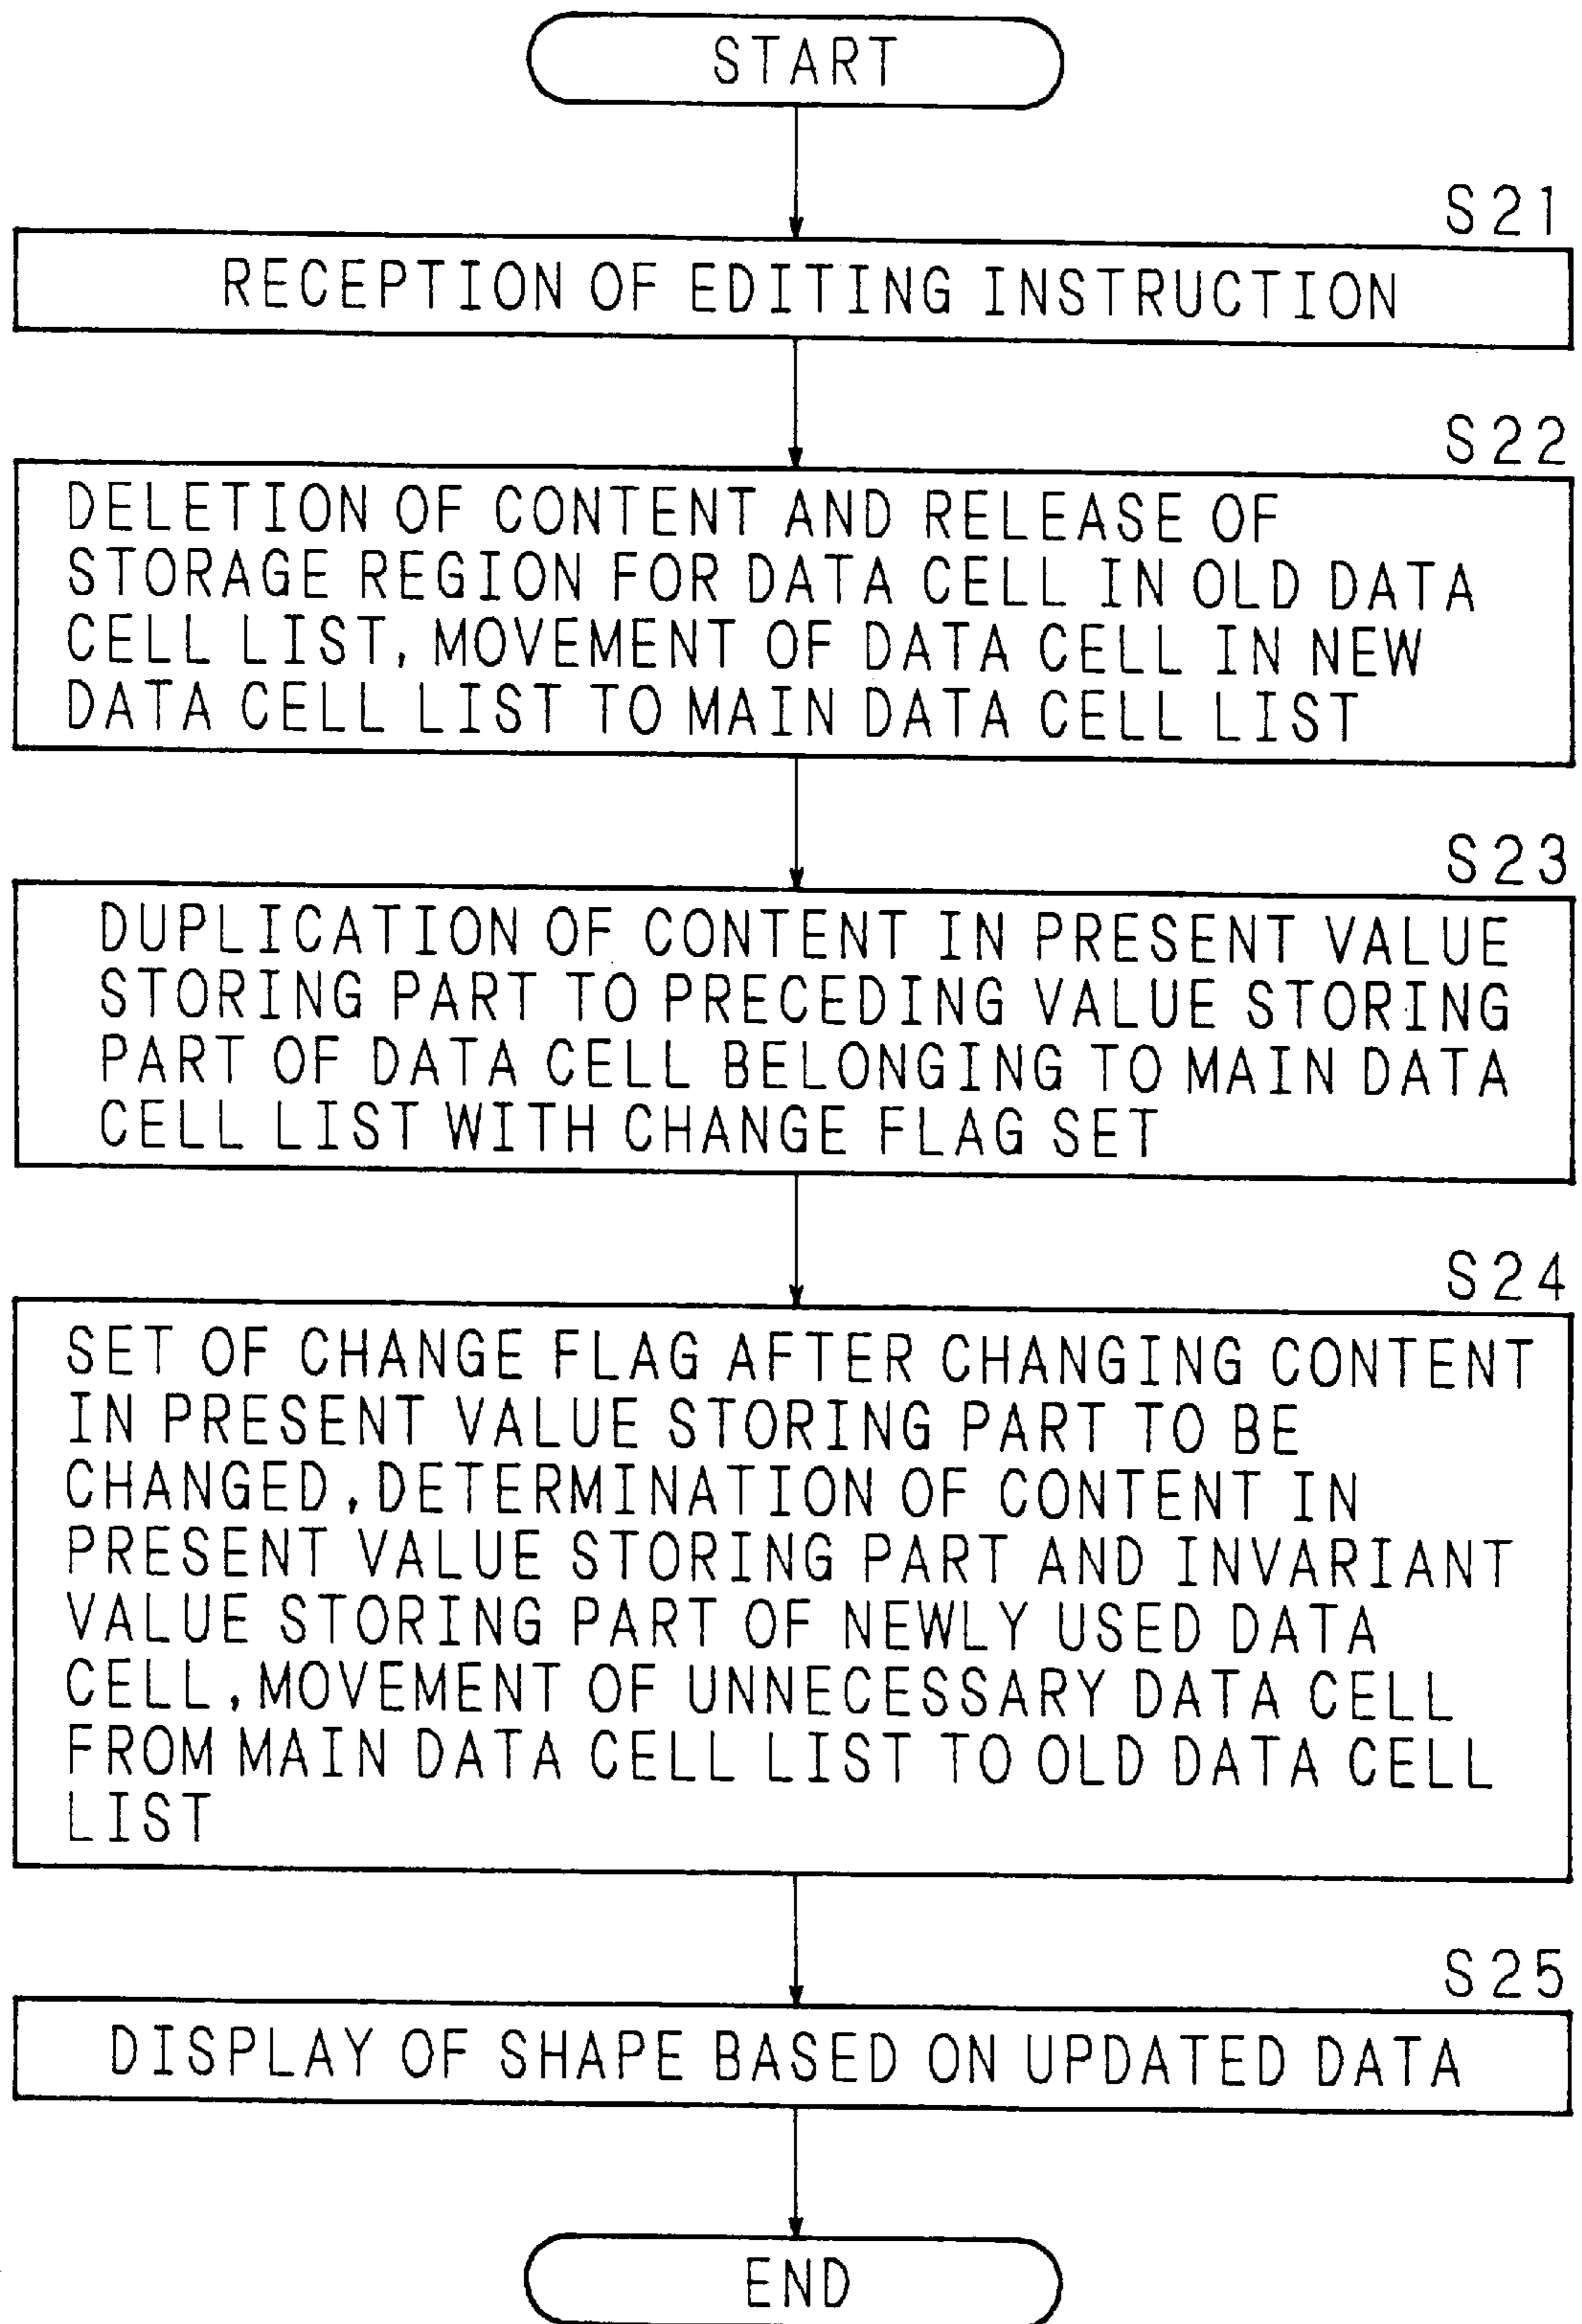 START
S21
RECEPTION OF EDITING INSTRUCTION
S22
DELETION OF CONTENT AND RELEASE OF
STORAGE REGION FOR DATA CELL IN OLD DATA
CELL LIST, MOVEMENT OF DATA CELL IN NEW
DATA CELL LIST TO MAIN DATA CELL LIST
S23
DUPLICATION OF CONTENT IN PRESENT VALUE
STORING PART TO PRECEDING VALUE STORING
PART OF DATA CELL BELONGING TO MAIN DATA
CELL LIST WITH CHANGE FLAG SET
S24
SET OF CHANGE FLAG AFTER CHANGING CONTENT
IN PRESENT VALUE STORING PART TO BE
CHANGED, DETERMINATION OF CONTENT IN
PRESENT VALUE STORING PART AND INVARIANT
VALUE STORING PART OF NEWLY USED DATA
CELL, MOVEMENT OF UNNECESSARY DATA CELL
FROM MAIN DATA CELL LIST TO OLD DATA CELL
LIST
S25
DISPLAY OF SHAPE BASED ON UPDATED DATA
END